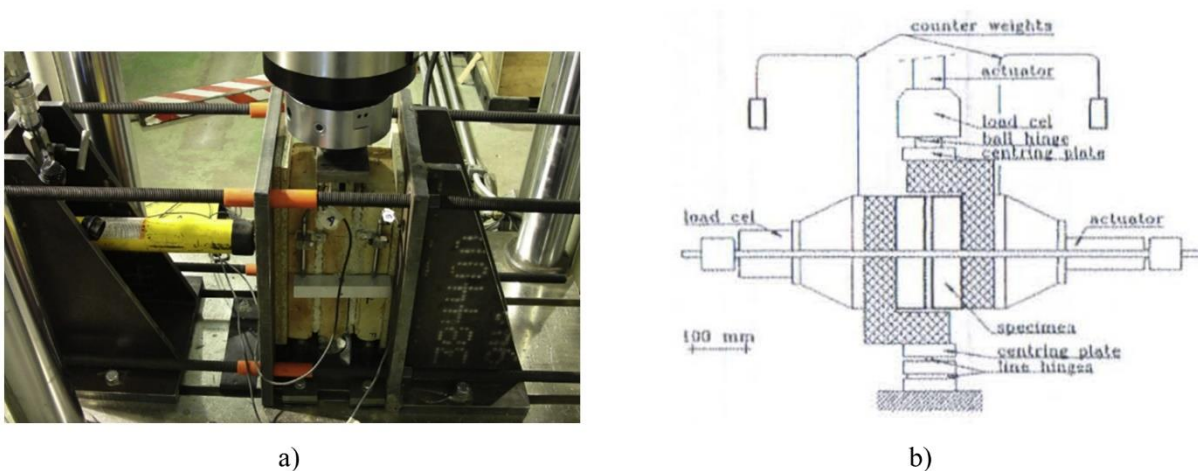 counter weights
actuator
load cel
ball hinge
centring plate
load cel
actuator
specimen
100 mm
centring plate
line hinges
a)
b)